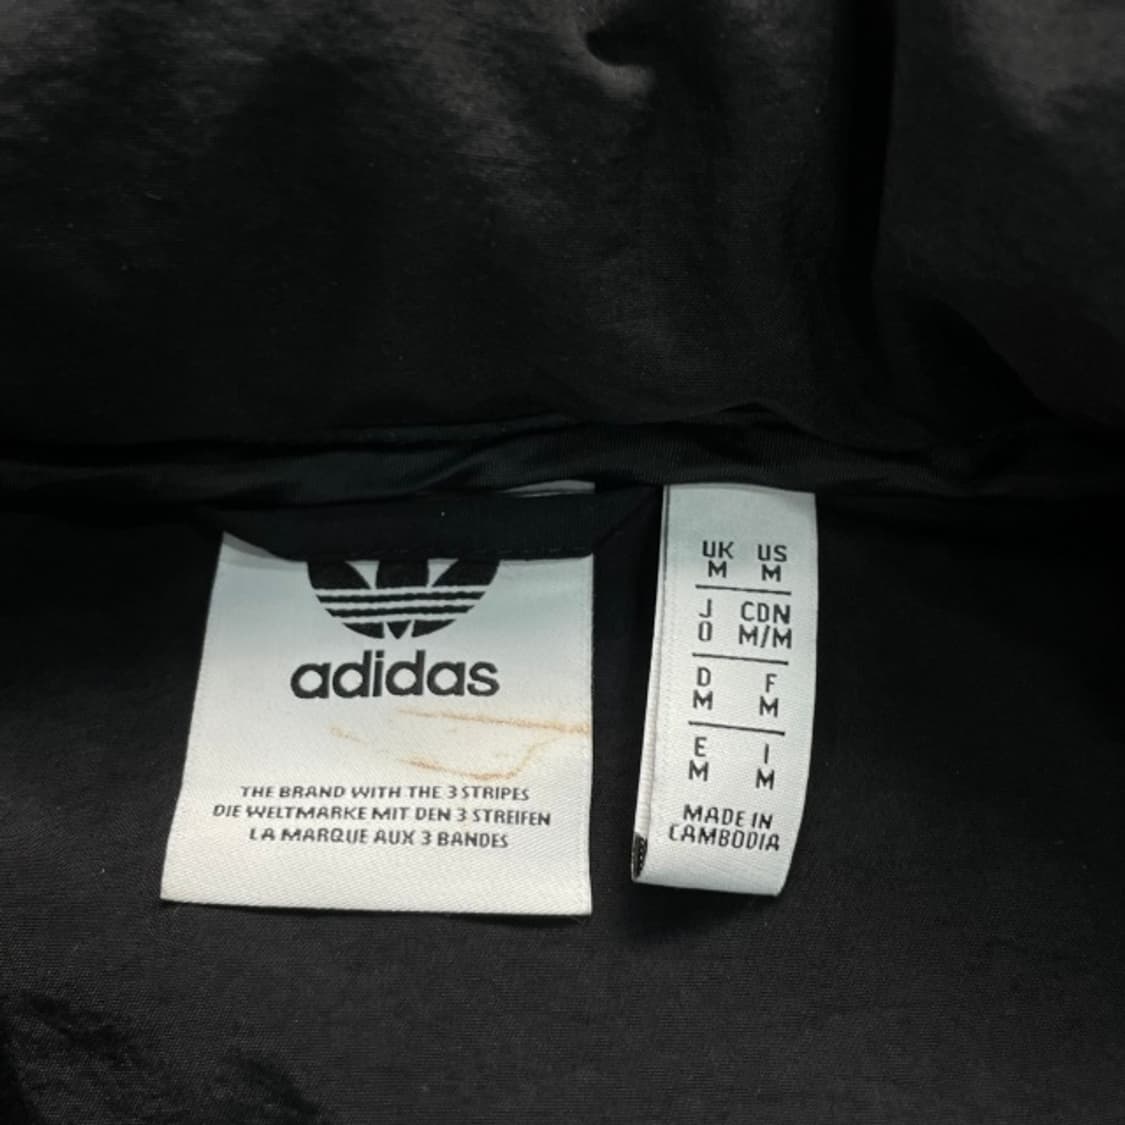 adidas
THE BRAND WITH THE 3 STRIPES
DIE WELTMARKE MIT DEN 3 STREIFEN
LA MARQUE AUX 3 BANDES
UK US
M M
J CDN
O M/M
D F
M M
E I
M M
MADE IN
CAMBODIA